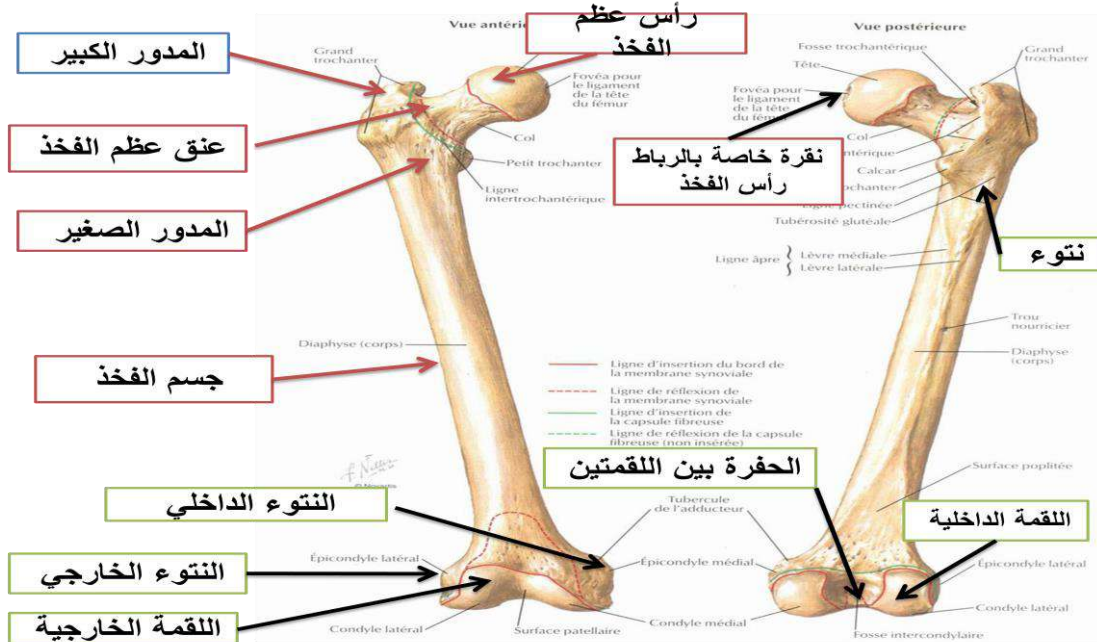 Vue antéri
رأس عظم
الفخذ
Vue postérieure
المدور الكبير
Grand
trochanter
Fosse trochantérique
Grand
trochanter
Tête
Fovéa pour
le ligament
de la tête
du fémur
Fovéa pour
le ligament
de la tête
du fémur
عنق عظم الفخذ
Col
Col
نقرة خاصة بالرباط
رأس الفخذ
ntérique
Calcar
Petit trochanter
ochanter
Ligne
intertrochantérique
pectinée
Tubérosité glutéale
المدور الصغير
نتوء
Ligne âpre
Lèvre médiale
Lèvre latérale
Trou
nourricier
Diaphyse (corps)
Diaphyse
(corps)
جسم الفخذ
Ligne d'insertion du bord de
la membrane synoviale
Ligne de réflexion de
la membrane synoviale
Ligne d'insertion de
la capsule fibreuse
Ligne de réflexion de la capsule
fibreuse (non insérée)
الحفرة بين اللقمتين
Surface poplitée
النتوء الداخلي
Tubercule
de l'adducteur
اللقمة الداخلية
Épicondyle latéral
Épicondyle médial
Épicondyle latéral
النتوء الخارجي
اللقمة الخارجية
Condyle latéral
Surface patellaire
Condyle médial
Condyle latéral
Fosse intercondylaire